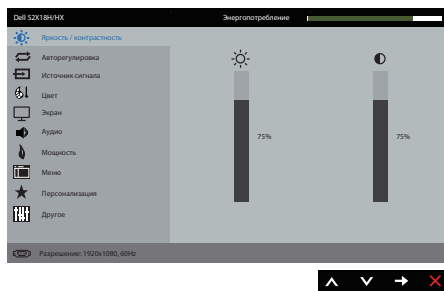 Dell S2X18H/HX
Энергопотребление
Яркость / контрастность
Авторегулировка
Источник сигнала
Цвет
Экран
Аудио
Мощность
Меню
Персонализация
Другое
75%
75%
Разрешение: 1920x1080, 60Hz